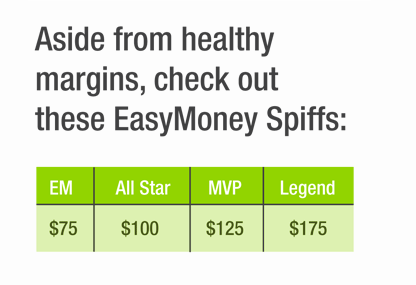 Aside from healthy
margins, check out
these EasyMoney Spiffs:
EM All Star MVP Legend
$75 $100 $125 $175